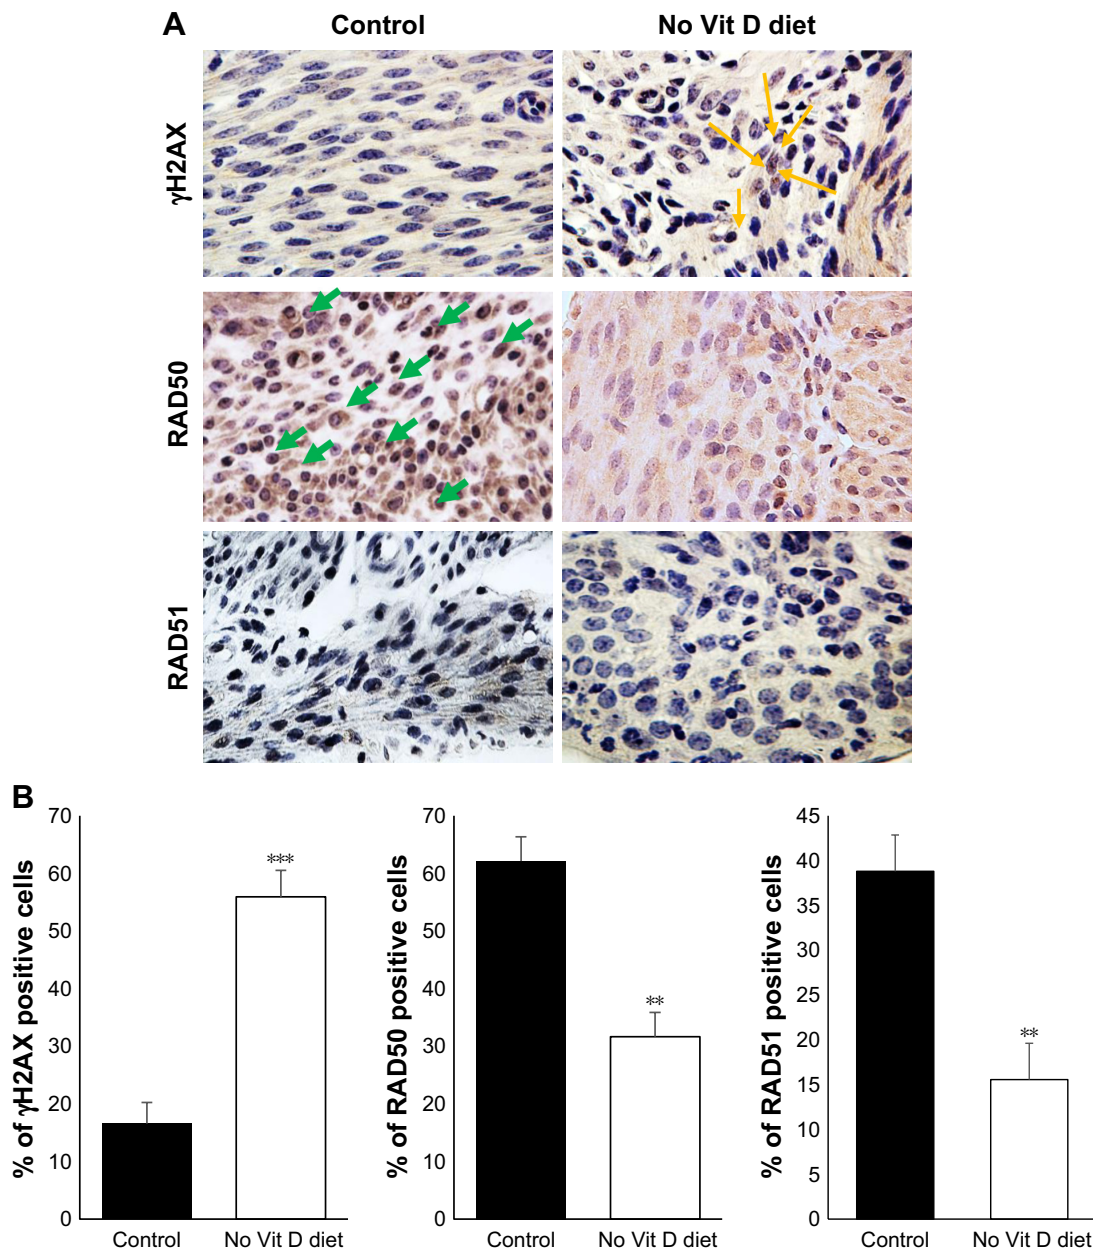 A
Control
No Vit D diet
γH2AX
RAD50
RAD51
B
% of γH2AX positive cells
70
60
50
40
30
20
10
0
***
Control
No Vit D diet
% of RAD50 positive cells
70
60
50
40
30
20
10
0
**
Control
No Vit D diet
% of RAD51 positive cells
45
40
35
30
25
20
15
10
5
0
**
Control
No Vit D diet